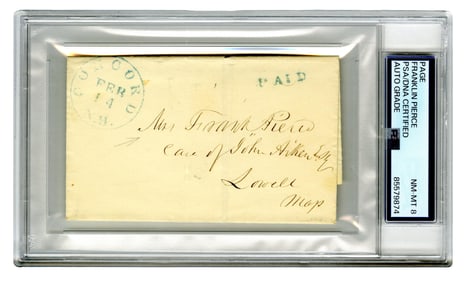 CONCORD
FEB
14
N.H.
PAID
Mrs Frank Pierce
Care of John Aiken Esq
Lowell
Mass
PAGE
FRANKLIN PIERCE
PSA/DNA CERTIFIED
AUTO GRADE
NM-MT 8
85579874